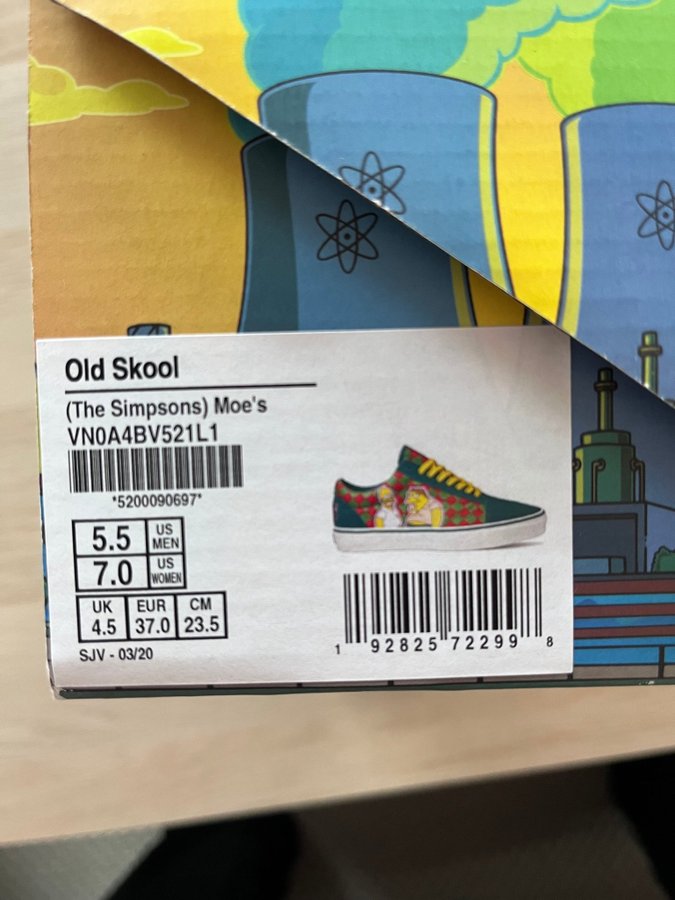 Old Skool
(The Simpsons) Moe's
VN0A4BV521L1
*5200090697*
5.5 US MEN
7.0 US WOMEN
UK EUR CM
4.5 37.0 23.5
SJV - 03/20
1 92825 72299 8